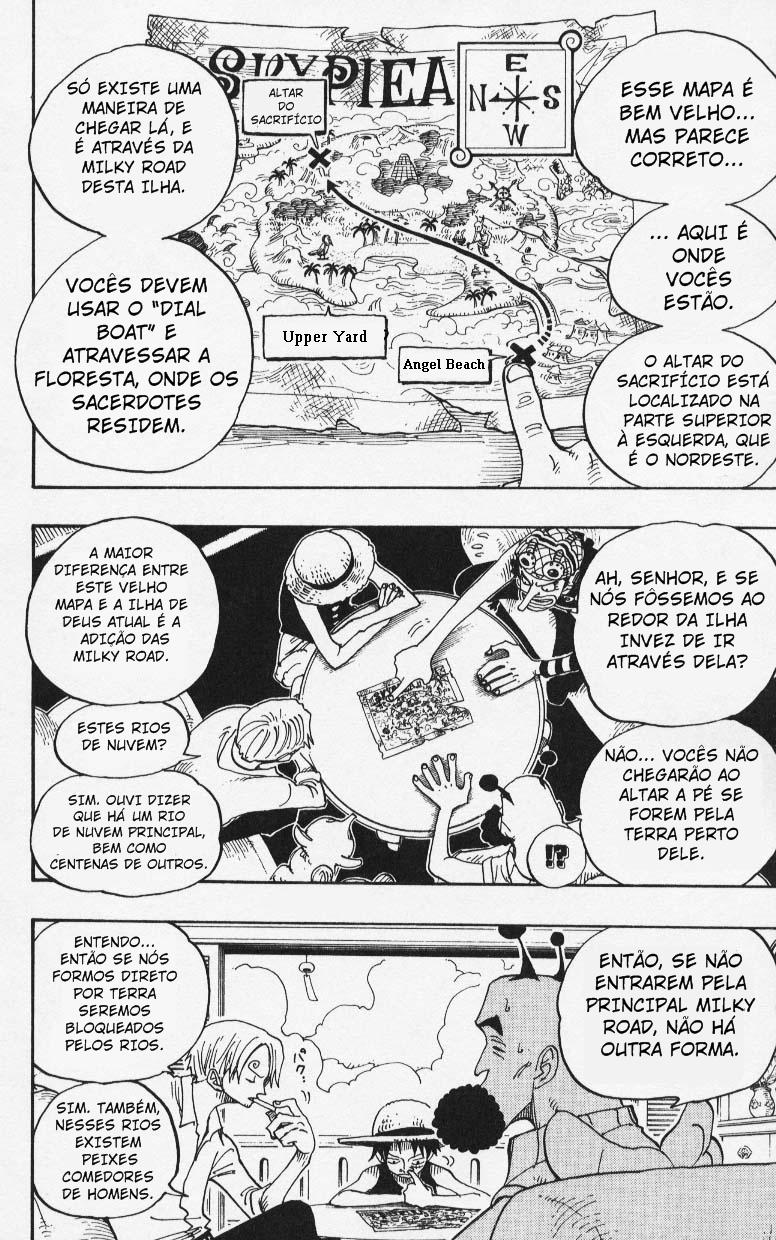 SKYPIEA
E
N S
W
ESSE MAPA É
BEM VELHO...
MAS PARECE
CORRETO...
... AQUI É
ONDE
VOCÊS
ESTÃO.
O ALTAR DO
SACRIFÍCIO ESTÁ
LOCALIZADO NA
PARTE SUPERIOR
À ESQUERDA, QUE
É O NORDESTE.
ALTAR
DO
SACRIFÍCIO
Upper Yard
Angel Beach
SÓ EXISTE UMA
MANEIRA DE
CHEGAR LÁ, E
É ATRAVÉS DA
MILKY ROAD
DESTA ILHA.
VOCÊS DEVEM
USAR O "DIAL
BOAT" E
ATRAVESSAR A
FLORESTA, ONDE OS
SACERDOTES
RESIDEM.
AH, SENHOR, E SE
NÓS FÔSSEMOS AO
REDOR DA ILHA
INVEZ DE IR
ATRAVÉS DELA?
NÃO... VOCÊS NÃO
CHEGARÃO AO
ALTAR A PÉ SE
FOREM PELA
TERRA PERTO
DELE.
!?
A MAIOR
DIFERENÇA ENTRE
ESTE VELHO
MAPA E A ILHA DE
DEUS ATUAL É A
ADIÇÃO DAS
MILKY ROAD.
ESTES RIOS
DE NUVEM?
SIM. OUVI DIZER
QUE HÁ UM RIO
DE NUVEM PRINCIPAL,
BEM COMO
CENTENAS DE OUTROS.
ENTÃO, SE NÃO
ENTRAREM PELA
PRINCIPAL MILKY
ROAD, NÃO HÁ
OUTRA FORMA.
ENTENDO...
ENTÃO SE NÓS
FORMOS DIRETO
POR TERRA
SEREMOS
BLOQUEADOS
PELOS RIOS.
SIM. TAMBÉM,
NESSES RIOS
EXISTEM
PEIXES
COMEDORES
DE HOMENS.